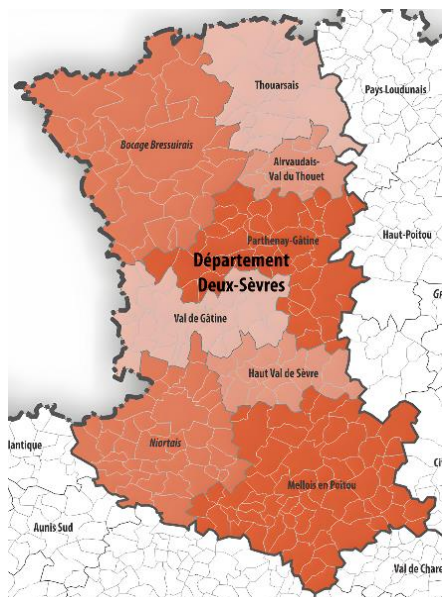 Thouarsais
Pays Loudunais
Bocage Bressuirais
Airvaudais-
Val du Thouet
Parthenay-Gâtine
Haut-Poitou
Département
Deux-Sèvres
Val de Gâtine
Haut Val de Sèvre
Niortais
lantique
Mellois en Poitou
Aunis Sud
Val de Chare